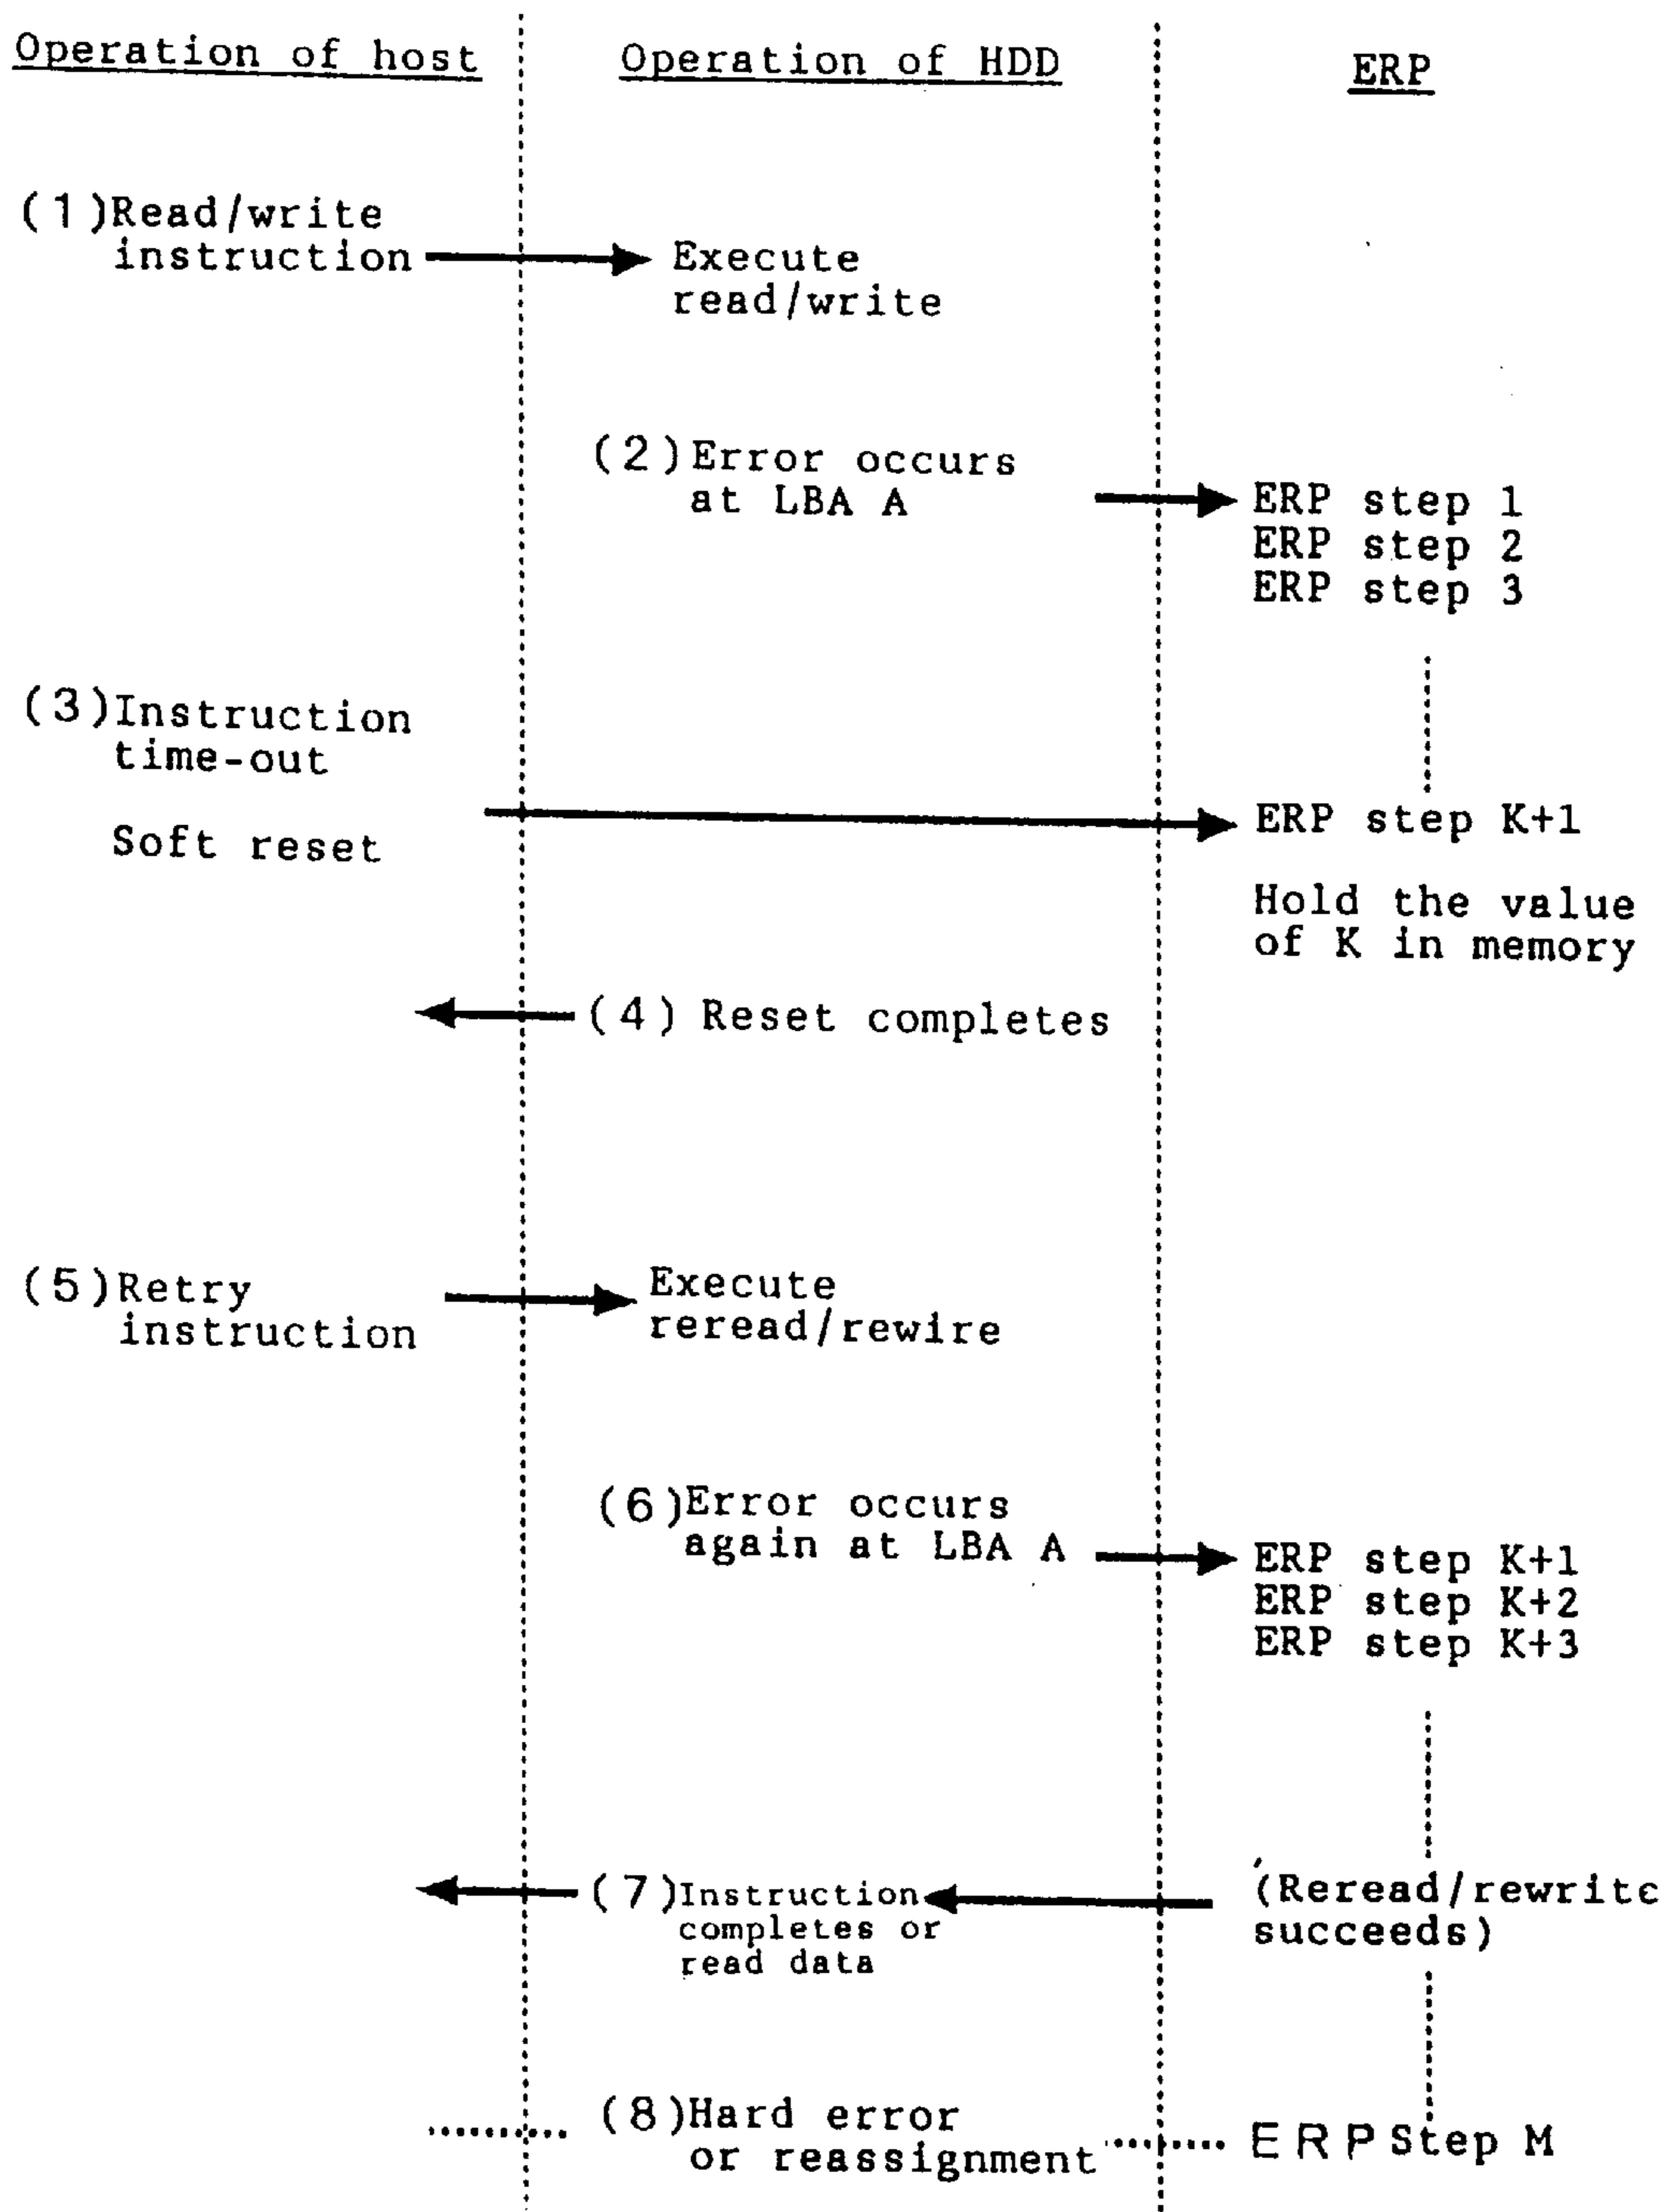 Operation of host
Operation of HDD
ERP
(1)Read/write
instruction
Execute
read/write
(2)Error occurs
at LBA A
ERP step 1
ERP step 2
ERP step 3
(3)Instruction
time-out
Soft reset
ERP step K+1
Hold the value
of K in memory
(4) Reset completes
(5)Retry
instruction
Execute
reread/rewire
(6)Error occurs
again at LBA A
ERP step K+1
ERP step K+2
ERP step K+3
(7)Instruction
completes or
read data
(Reread/rewrite
succeeds)
(8)Hard error
or reassignment
ERP Step M